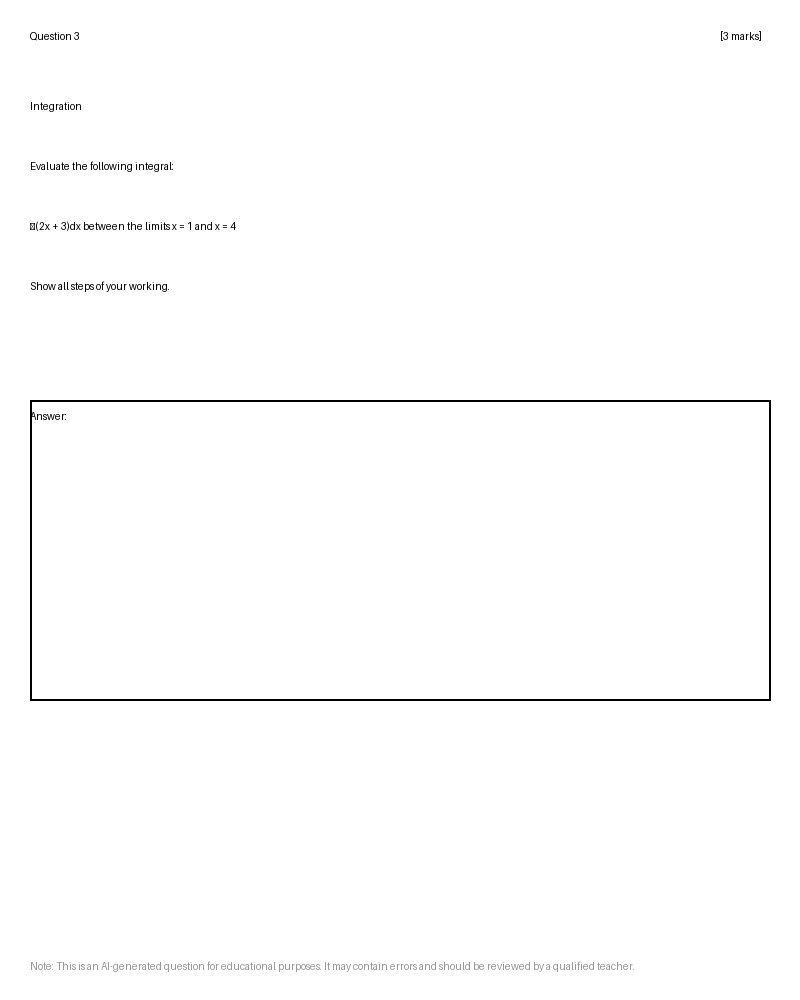 Question 3 [3 marks]
Integration
Evaluate the following integral:
▯(2x + 3)dx between the limits x = 1 and x = 4
Show all steps of your working.
Answer:
Note: This is an AI-generated question for educational purposes. It may contain errors and should be reviewed by a qualified teacher.